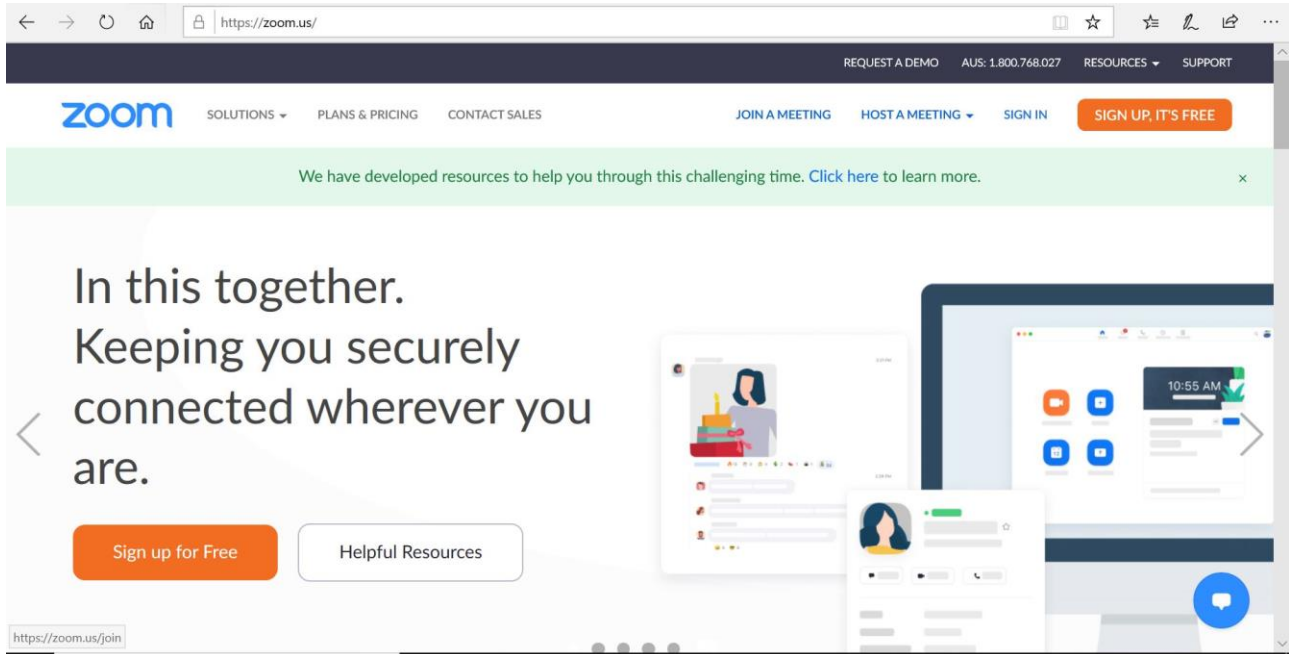 https://zoom.us/
REQUEST A DEMO AUS: 1.800.768.027 RESOURCES SUPPORT
zoom SOLUTIONS PLANS & PRICING CONTACT SALES JOIN A MEETING HOST A MEETING SIGN IN SIGN UP, IT'S FREE
We have developed resources to help you through this challenging time. Click here to learn more.
In this together.
Keeping you securely
connected wherever you
are.
10:55 AM
Sign up for Free Helpful Resources
https://zoom.us/join